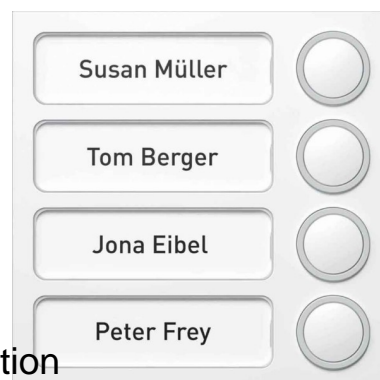 Susan Müller
Tom Berger
Jona Eibel
Peter Frey
tion